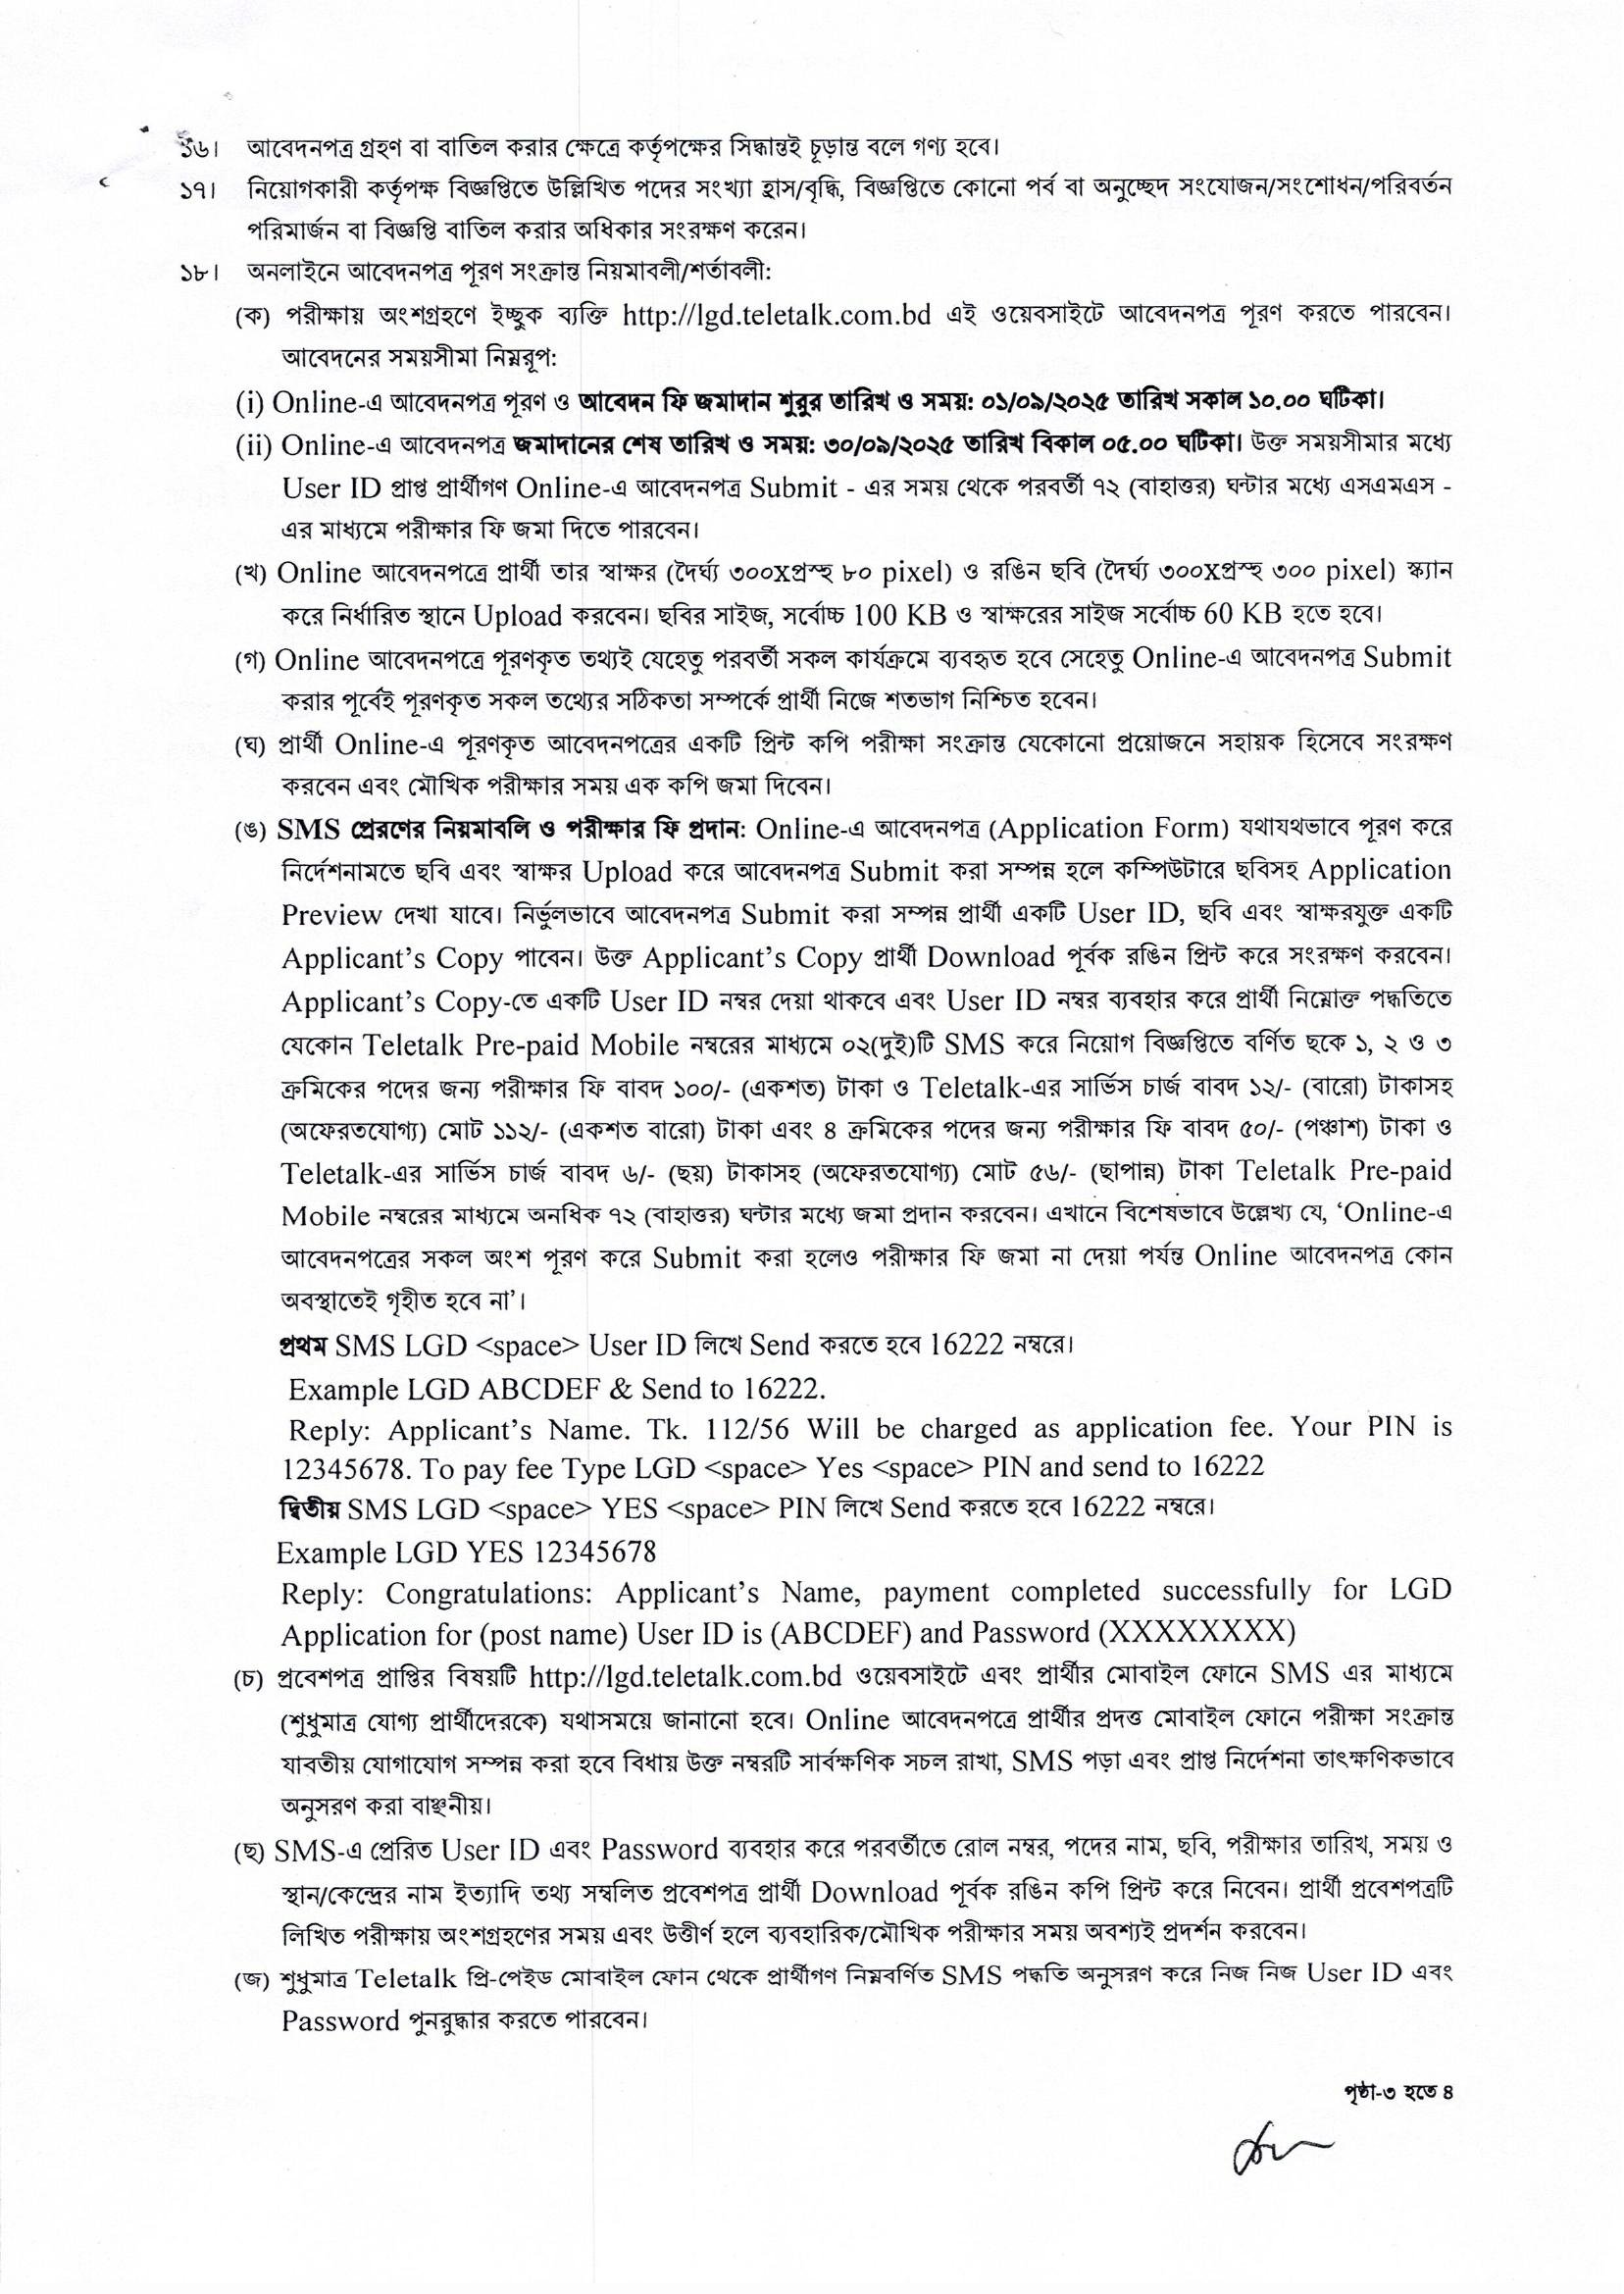 ১৬। আবেদনপত্র গ্রহণ বা বাতিল করার ক্ষেত্রে কর্তৃপক্ষের সিদ্ধান্তই চূড়ান্ত বলে গণ্য হবে।
১৭। নিয়োগকারী কর্তৃপক্ষ বিজ্ঞপ্তিতে উল্লিখিত পদের সংখ্যা হ্রাস/বৃদ্ধি, বিজ্ঞপ্তিতে কোনো পর্ব বা অনুচ্ছেদ সংযোজন/সংশোধন/পরিবর্তন
পরিমার্জন বা বিজ্ঞপ্তি বাতিল করার অধিকার সংরক্ষণ করেন।
১৮। অনলাইনে আবেদনপত্র পূরণ সংক্রান্ত নিয়মাবলী/শর্তাবলী:
(ক) পরীক্ষায় অংশগ্রহণে ইচ্ছুক ব্যক্তি http://lgd.teletalk.com.bd এই ওয়েবসাইটে আবেদনপত্র পূরণ করতে পারবেন।
আবেদনের সময়সীমা নিম্নরূপ:
(i) Online-এ আবেদনপত্র পূরণ ও আবেদন ফি জমাদান শুরুর তারিখ ও সময়: ০১/০৯/২০২৫ তারিখ সকাল ১০.০০ ঘটিকা।
(ii) Online-এ আবেদনপত্র জমাদানের শেষ তারিখ ও সময়: ৩০/০৯/২০২৫ তারিখ বিকাল ০৫.০০ ঘটিকা। উক্ত সময়সীমার মধ্যে
User ID প্রাপ্ত প্রার্থীগণ Online-এ আবেদনপত্র Submit - এর সময় থেকে পরবর্তী ৭২ (বাহাত্তর) ঘন্টার মধ্যে এসএমএস -
এর মাধ্যমে পরীক্ষার ফি জমা দিতে পারবেন।
(খ) Online আবেদনপত্রে প্রার্থী তার স্বাক্ষর (দৈর্ঘ্য ৩০০xপ্রস্হ ৮০ pixel) ও রঙিন ছবি (দৈর্ঘ্য ৩০০xপ্রস্হ ৩০০ pixel) স্ক্যান
করে নির্ধারিত স্থানে Upload করবেন। ছবির সাইজ, সর্বোচ্চ 100 KB ও স্বাক্ষরের সাইজ সর্বোচ্চ 60 KB হতে হবে।
(গ) Online আবেদনপত্রে পূরণকৃত তথ্যই যেহেতু পরবর্তী সকল কার্যক্রমে ব্যবহৃত হবে সেহেতু Online-এ আবেদনপত্র Submit
করার পূর্বেই পূরণকৃত সকল তথ্যের সঠিকতা সম্পর্কে প্রার্থী নিজে শতভাগ নিশ্চিত হবেন।
(ঘ) প্রার্থী Online-এ পূরণকৃত আবেদনপত্রের একটি প্রিন্ট কপি পরীক্ষা সংক্রান্ত যেকোনো প্রয়োজনে সহায়ক হিসেবে সংরক্ষণ
করবেন এবং মৌখিক পরীক্ষার সময় এক কপি জমা দিবেন।
(ঙ) SMS প্রেরণের নিয়মাবলি ও পরীক্ষার ফি প্রদান: Online-এ আবেদনপত্র (Application Form) যথাযথভাবে পূরণ করে
নির্দেশনামতে ছবি এবং স্বাক্ষর Upload করে আবেদনপত্র Submit করা সম্পন্ন হলে কম্পিউটারে ছবিসহ Application
Preview দেখা যাবে। নির্ভুলভাবে আবেদনপত্র Submit করা সম্পন্ন প্রার্থী একটি User ID, ছবি এবং স্বাক্ষরযুক্ত একটি
Applicant’s Copy পাবেন। উক্ত Applicant’s Copy প্রার্থী Download পূর্বক রঙিন প্রিন্ট করে সংরক্ষণ করবেন।
Applicant’s Copy-তে একটি User ID নম্বর দেয়া থাকবে এবং User ID নম্বর ব্যবহার করে প্রার্থী নিম্নোক্ত পদ্ধতিতে
যেকোন Teletalk Pre-paid Mobile নম্বরের মাধ্যমে ০২(দুই)টি SMS করে নিয়োগ বিজ্ঞপ্তিতে বর্ণিত ছকে ১, ২ ও ৩
ক্রমিকের পদের জন্য পরীক্ষার ফি বাবদ ১০০/- (একশত) টাকা ও Teletalk-এর সার্ভিস চার্জ বাবদ ১২/- (বারো) টাকাসহ
(অফেরতযোগ্য) মোট ১১২/- (একশত বারো) টাকা এবং ৪ ক্রমিকের পদের জন্য পরীক্ষার ফি বাবদ ৫০/- (পঞ্চাশ) টাকা ও
Teletalk-এর সার্ভিস চার্জ বাবদ ৬/- (ছয়) টাকাসহ (অফেরতযোগ্য) মোট ৫৬/- (ছাপান্ন) টাকা Teletalk Pre-paid
Mobile নম্বরের মাধ্যমে অনধিক ৭২ (বাহাত্তর) ঘন্টার মধ্যে জমা প্রদান করবেন। এখানে বিশেষভাবে উল্লেখ্য যে, ‘Online-এ
আবেদনপত্রের সকল অংশ পূরণ করে Submit করা হলেও পরীক্ষার ফি জমা না দেয়া পর্যন্ত Online আবেদনপত্র কোন
অবস্থাতেই গৃহীত হবে না’।
প্রথম SMS LGD <space> User ID লিখে Send করতে হবে 16222 নম্বরে।
Example LGD ABCDEF & Send to 16222.
Reply: Applicant’s Name. Tk. 112/56 Will be charged as application fee. Your PIN is
12345678. To pay fee Type LGD <space> Yes <space> PIN and send to 16222
দ্বিতীয় SMS LGD <space> YES <space> PIN লিখে Send করতে হবে 16222 নম্বরে।
Example LGD YES 12345678
Reply: Congratulations: Applicant’s Name, payment completed successfully for LGD
Application for (post name) User ID is (ABCDEF) and Password (XXXXXXXX)
(চ) প্রবেশপত্র প্রাপ্তির বিষয়টি http://lgd.teletalk.com.bd ওয়েবসাইটে এবং প্রার্থীর মোবাইল ফোনে SMS এর মাধ্যমে
(শুধুমাত্র যোগ্য প্রার্থীদেরকে) যথাসময়ে জানানো হবে। Online আবেদনপত্রে প্রার্থীর প্রদত্ত মোবাইল ফোনে পরীক্ষা সংক্রান্ত
যাবতীয় যোগাযোগ সম্পন্ন করা হবে বিধায় উক্ত নম্বরটি সার্বক্ষণিক সচল রাখা, SMS পড়া এবং প্রাপ্ত নির্দেশনা তাৎক্ষণিকভাবে
অনুসরণ করা বাঞ্ছনীয়।
(ছ) SMS-এ প্রেরিত User ID এবং Password ব্যবহার করে পরবর্তীতে রোল নম্বর, পদের নাম, ছবি, পরীক্ষার তারিখ, সময় ও
স্থান/কেন্দ্রের নাম ইত্যাদি তথ্য সম্বলিত প্রবেশপত্র প্রার্থী Download পূর্বক রঙিন কপি প্রিন্ট করে নিবেন। প্রার্থী প্রবেশপত্রটি
লিখিত পরীক্ষায় অংশগ্রহণের সময় এবং উত্তীর্ণ হলে ব্যবহারিক/মৌখিক পরীক্ষার সময় অবশ্যই প্রদর্শন করবেন।
(জ) শুধুমাত্র Teletalk প্রি-পেইড মোবাইল ফোন থেকে প্রার্থীগণ নিম্নবর্ণিত SMS পদ্ধতি অনুসরণ করে নিজ নিজ User ID এবং
Password পুনরুদ্ধার করতে পারবেন।
পৃষ্ঠা-৩ হতে ৪